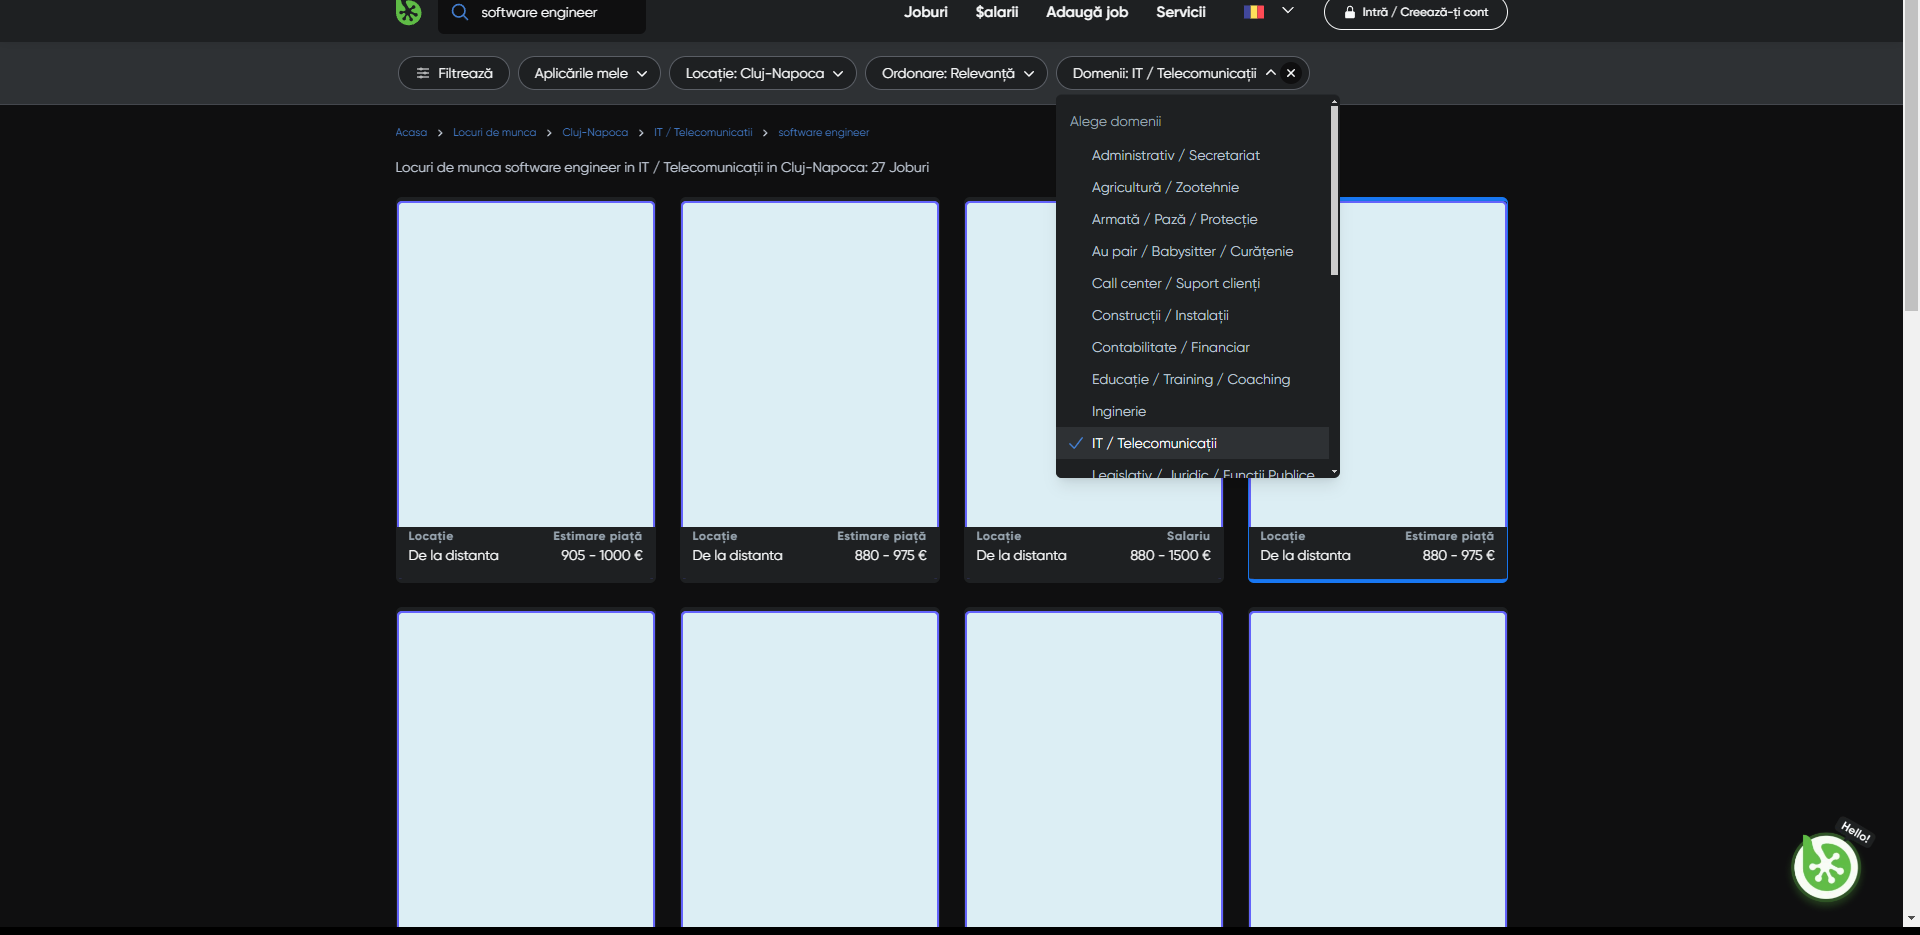 software engineer
Joburi
$alarii
Adaugă job
Servicii
Intră / Creează-ți cont
Filtrează
Aplicările mele
Locație: Cluj-Napoca
Ordonare: Relevanță
Domenii: IT / Telecomunicații
Alege domenii
Administrativ / Secretariat
Agricultură / Zootehnie
Armată / Pază / Protecție
Au pair / Babysitter / Curățenie
Call center / Suport clienți
Construcții / Instalații
Contabilitate / Financiar
Educație / Training / Coaching
Inginerie
IT / Telecomunicații
Legislativ / Juridic / Funcții Publice
Acasa
Locuri de munca
Cluj-Napoca
IT / Telecomunicatii
software engineer
Locuri de munca software engineer in IT / Telecomunicații in Cluj-Napoca: 27 Joburi
Locație
Estimare piață
De la distanta
905 - 1000 €
Locație
Estimare piață
De la distanta
880 - 975 €
Locație
Salariu
De la distanta
880 - 1500 €
Locație
Estimare piață
De la distanta
880 - 975 €
Hello!